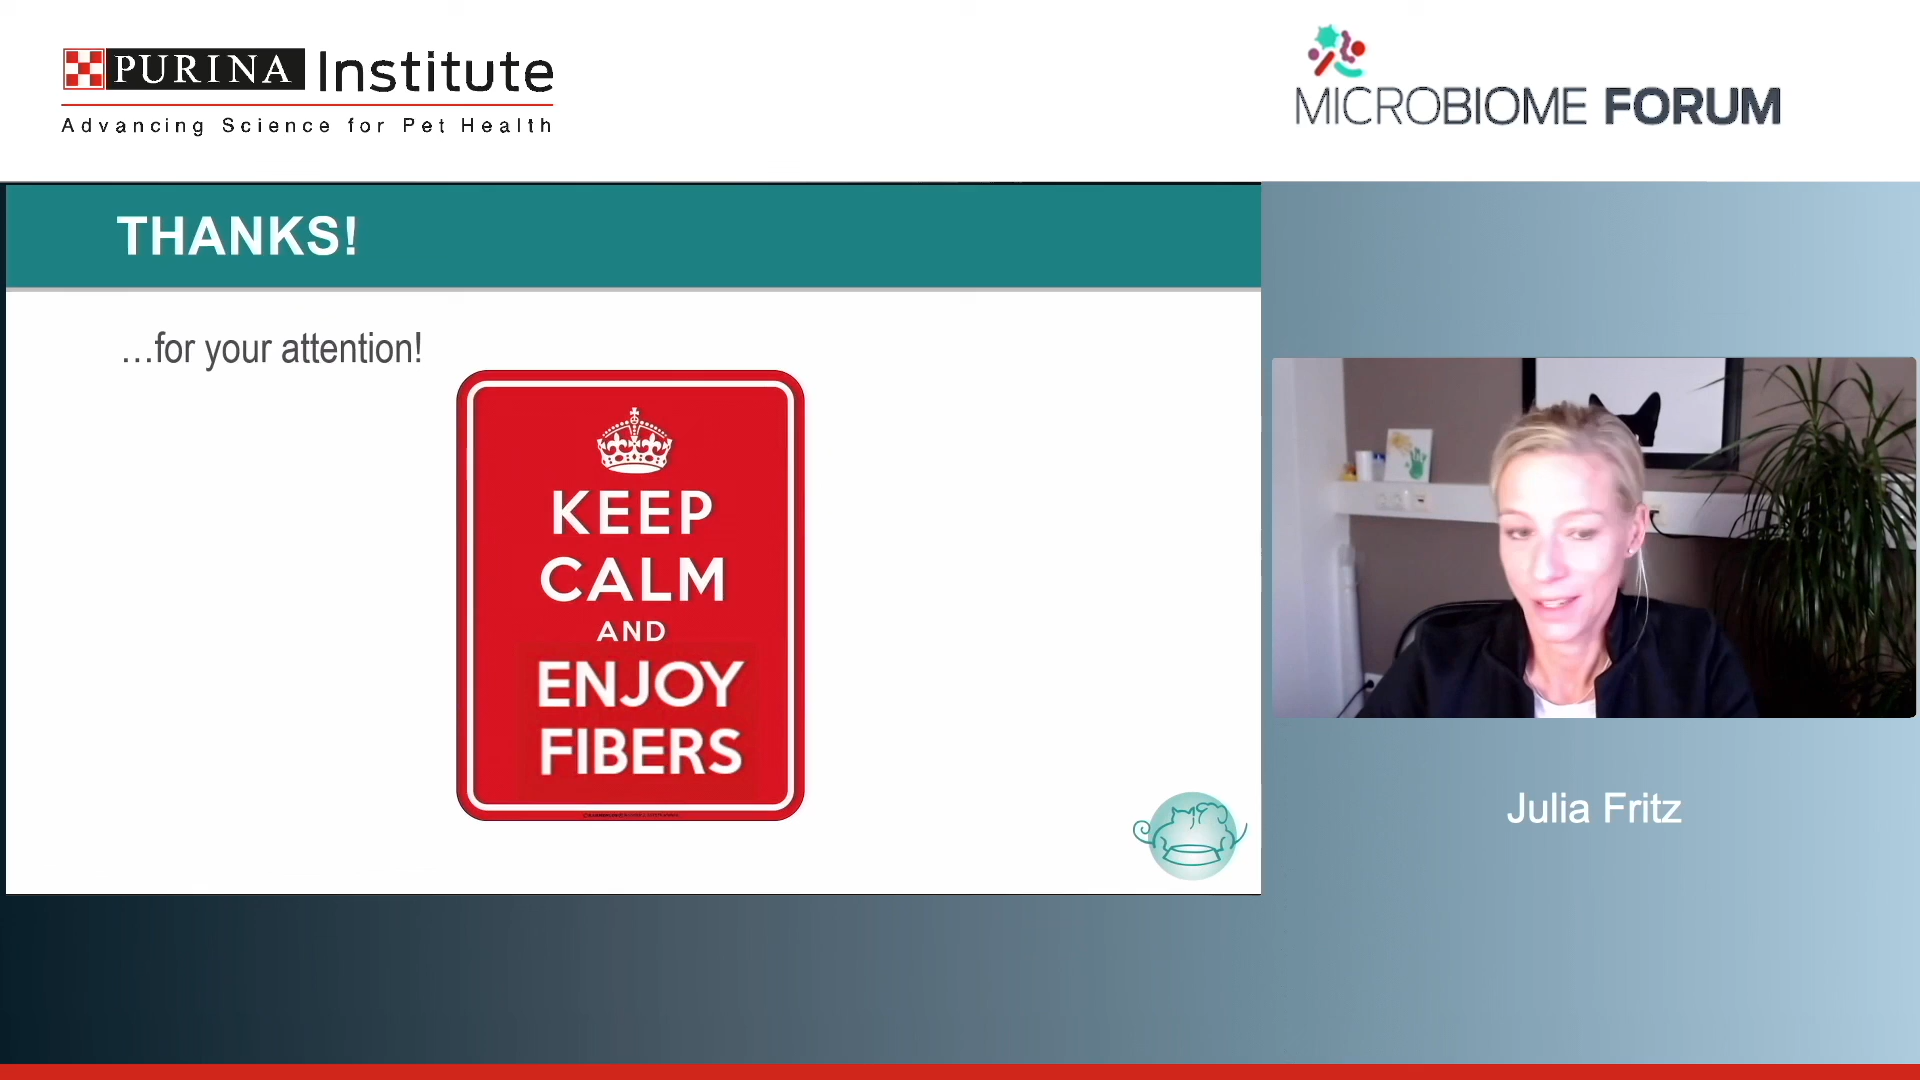 PURINA Institute
Advancing Science for Pet Health
MICROBIOME FORUM
THANKS!
…for your attention!
KEEP
CALM
AND
ENJOY
FIBERS
Julia Fritz